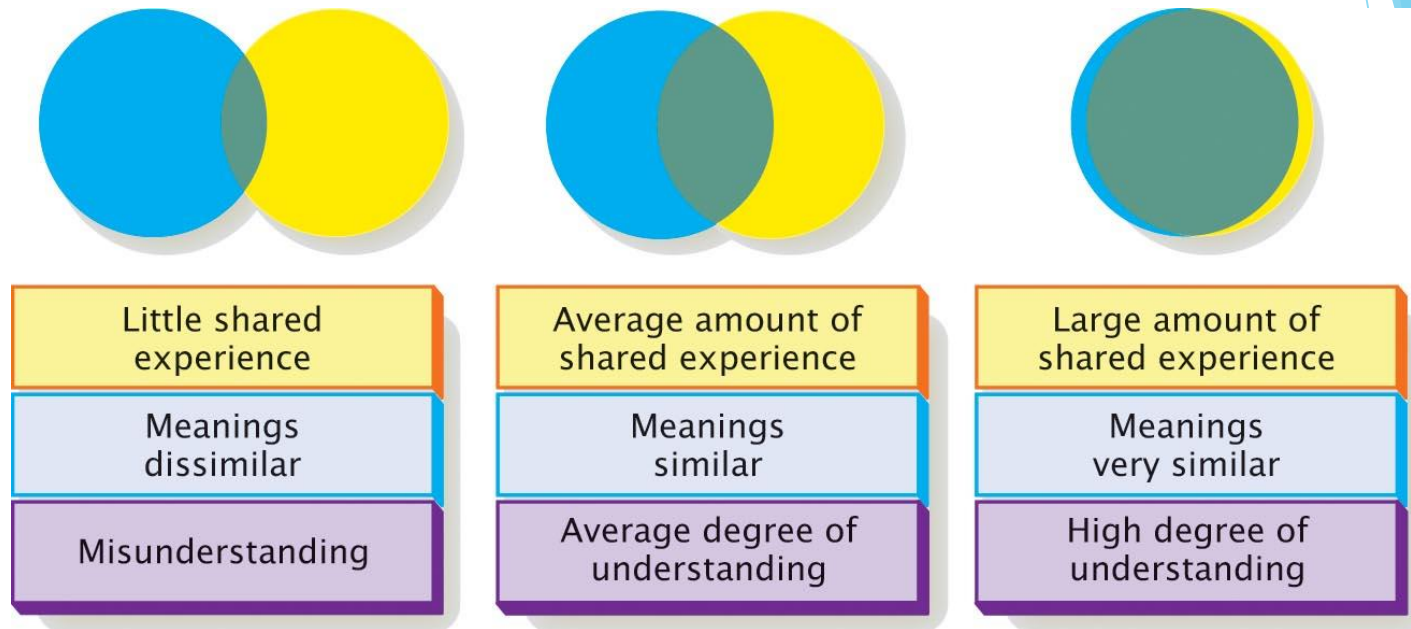 Little shared
experience
Meanings
dissimilar
Misunderstanding
Average amount of
shared experience
Meanings
similar
Average degree of
understanding
Large amount of
shared experience
Meanings
very similar
High degree of
understanding